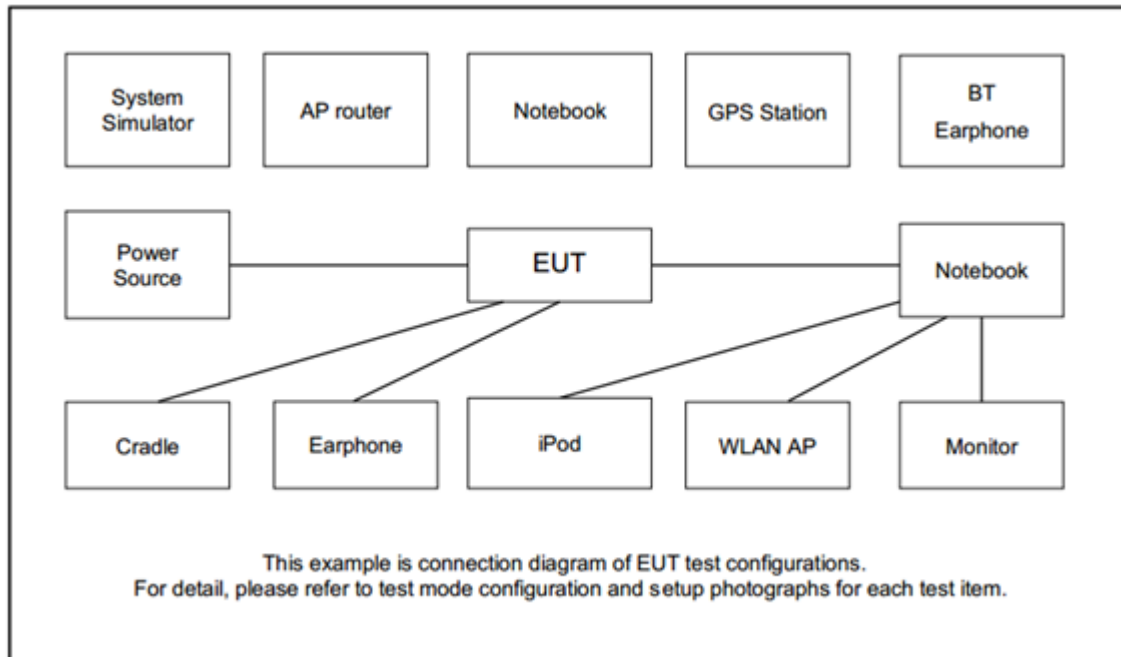 System
Simulator
AP router
Notebook
GPS Station
BT
Earphone
Power
Source
EUT
Notebook
Cradle
Earphone
iPod
WLAN AP
Monitor
This example is connection diagram of EUT test configurations.
For detail, please refer to test mode configuration and setup photographs for each test item.